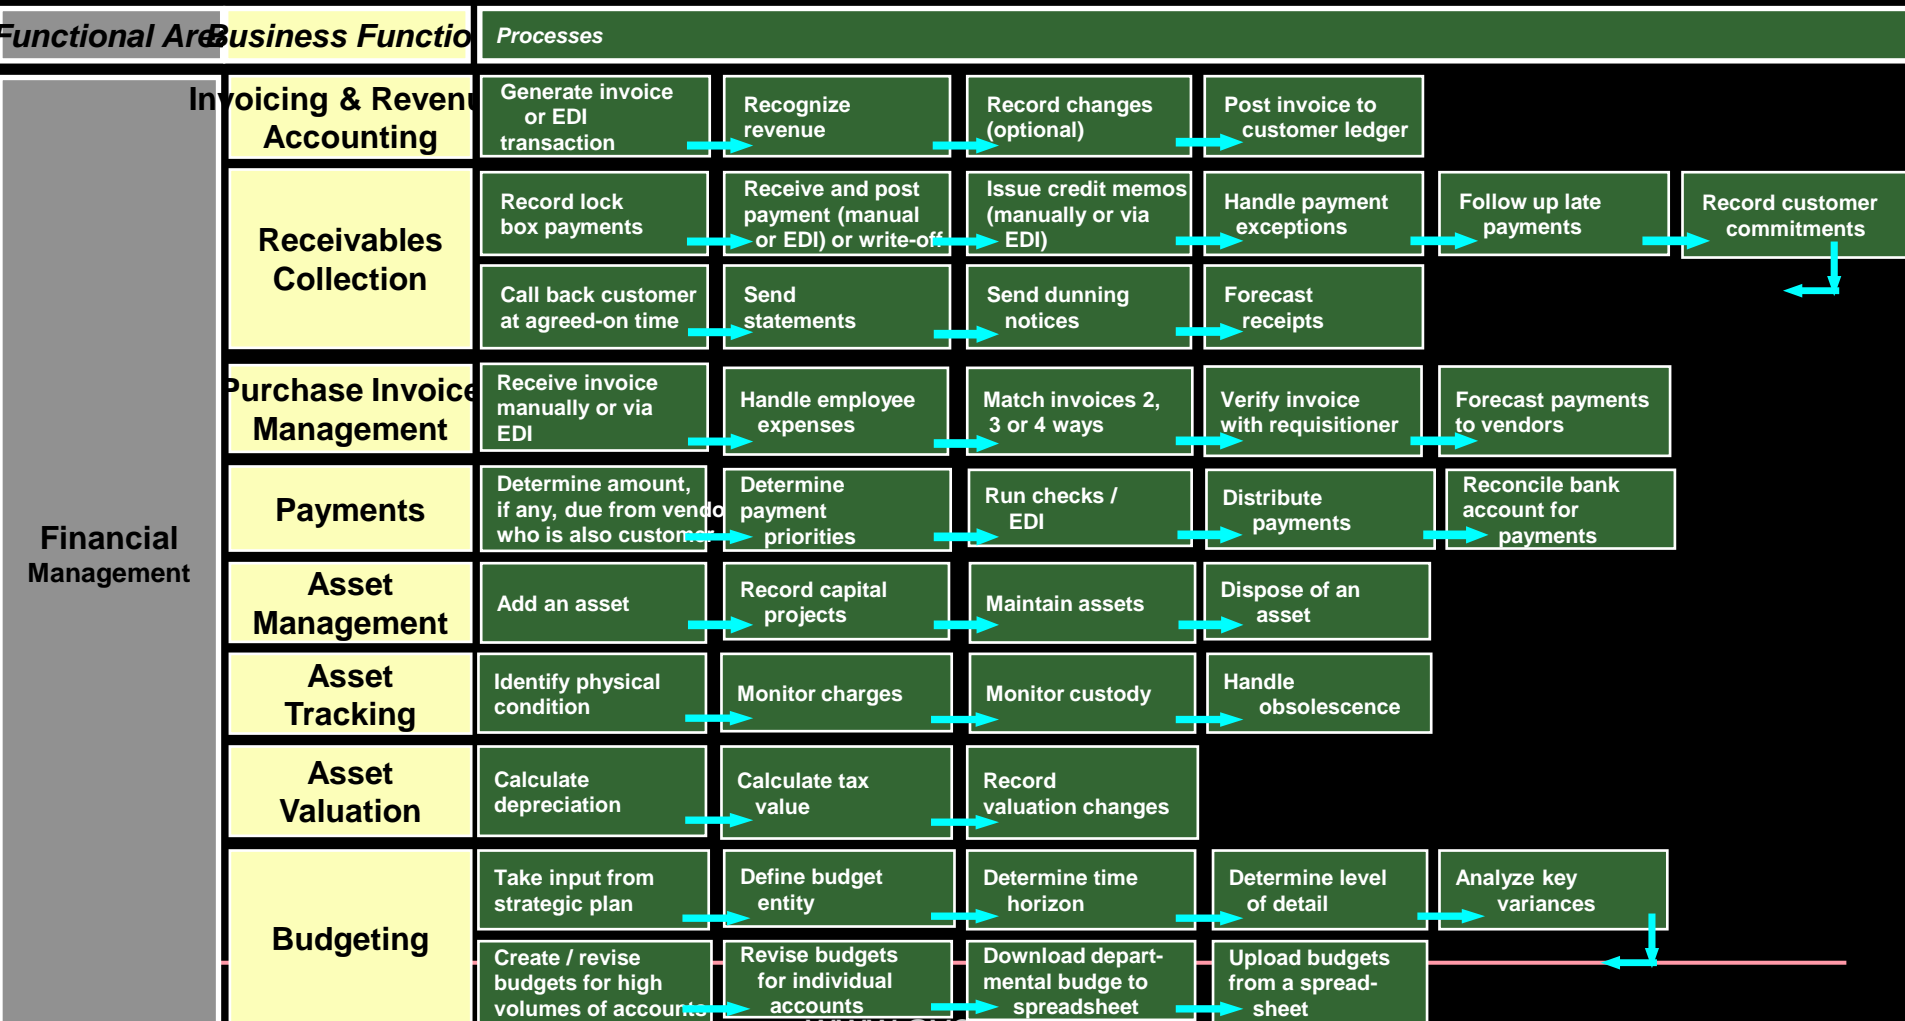 Functional Are
Business Functio
Processes
Financial
Management
Invoicing & Revenu
Accounting
Generate invoice
or EDI
transaction
Recognize
revenue
Record changes
(optional)
Post invoice to
customer ledger
Receivables
Collection
Record lock
box payments
Receive and post
payment (manual
or EDI) or write-off
Issue credit memos
(manually or via
EDI)
Handle payment
exceptions
Follow up late
payments
Record customer
commitments
Call back customer
at agreed-on time
Send
statements
Send dunning
notices
Forecast
receipts
Purchase Invoice
Management
Receive invoice
manually or via
EDI
Handle employee
expenses
Match invoices 2,
3 or 4 ways
Verify invoice
with requisitioner
Forecast payments
to vendors
Payments
Determine amount,
if any, due from vendo
who is also customer
Determine
payment
priorities
Run checks /
EDI
Distribute
payments
Reconcile bank
account for
payments
Asset
Management
Add an asset
Record capital
projects
Maintain assets
Dispose of an
asset
Asset
Tracking
Identify physical
condition
Monitor charges
Monitor custody
Handle
obsolescence
Asset
Valuation
Calculate
depreciation
Calculate tax
value
Record
valuation changes
Budgeting
Take input from
strategic plan
Define budget
entity
Determine time
horizon
Determine level
of detail
Analyze key
variances
Create / revise
budgets for high
volumes of accounts
Revise budgets
for individual
accounts
Download depart-
mental budge to
spreadsheet
Upload budgets
from a spread-
sheet